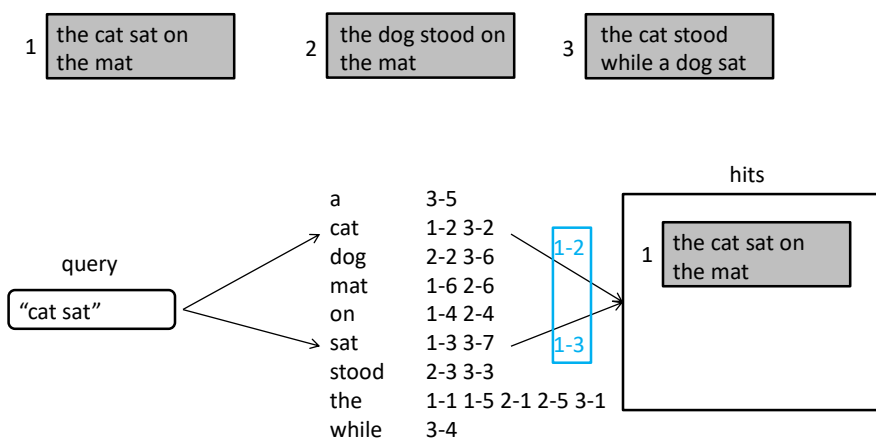 1
the cat sat on
the mat
2
the dog stood on
the mat
3
the cat stood
while a dog sat
query
“cat sat”
a 3-5
cat 1-2 3-2
dog 2-2 3-6
mat 1-6 2-6
on 1-4 2-4
sat 1-3 3-7
stood 2-3 3-3
the 1-1 1-5 2-1 2-5 3-1
while 3-4
1-2
1-3
hits
1
the cat sat on
the mat